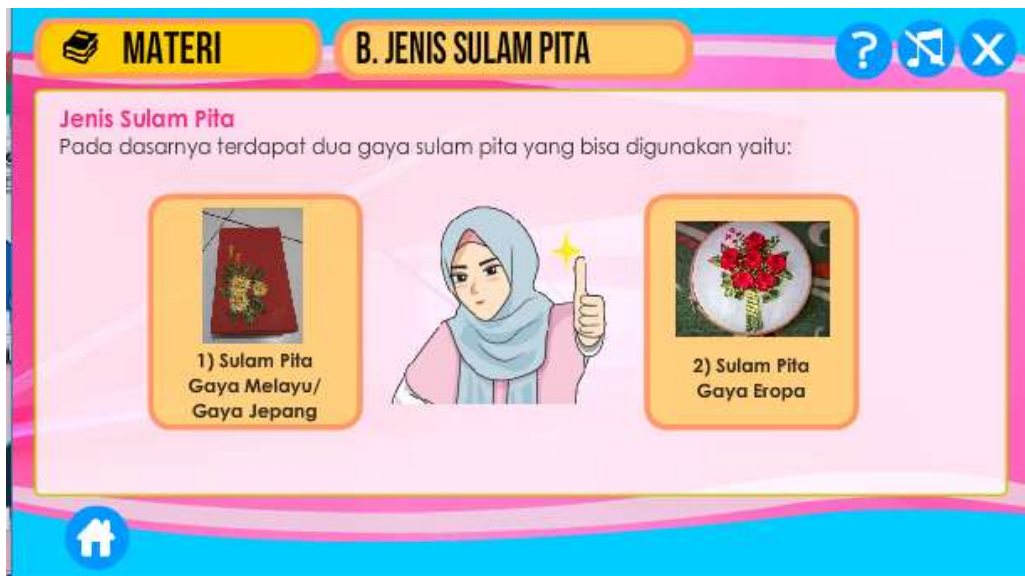 MATERI
B. JENIS SULAM PITA
?
X
Jenis Sulam Pita
Pada dasarnya terdapat dua gaya sulam pita yang bisa digunakan yaitu:
1) Sulam Pita
Gaya Melayu/
Gaya Jepang
2) Sulam Pita
Gaya Eropa